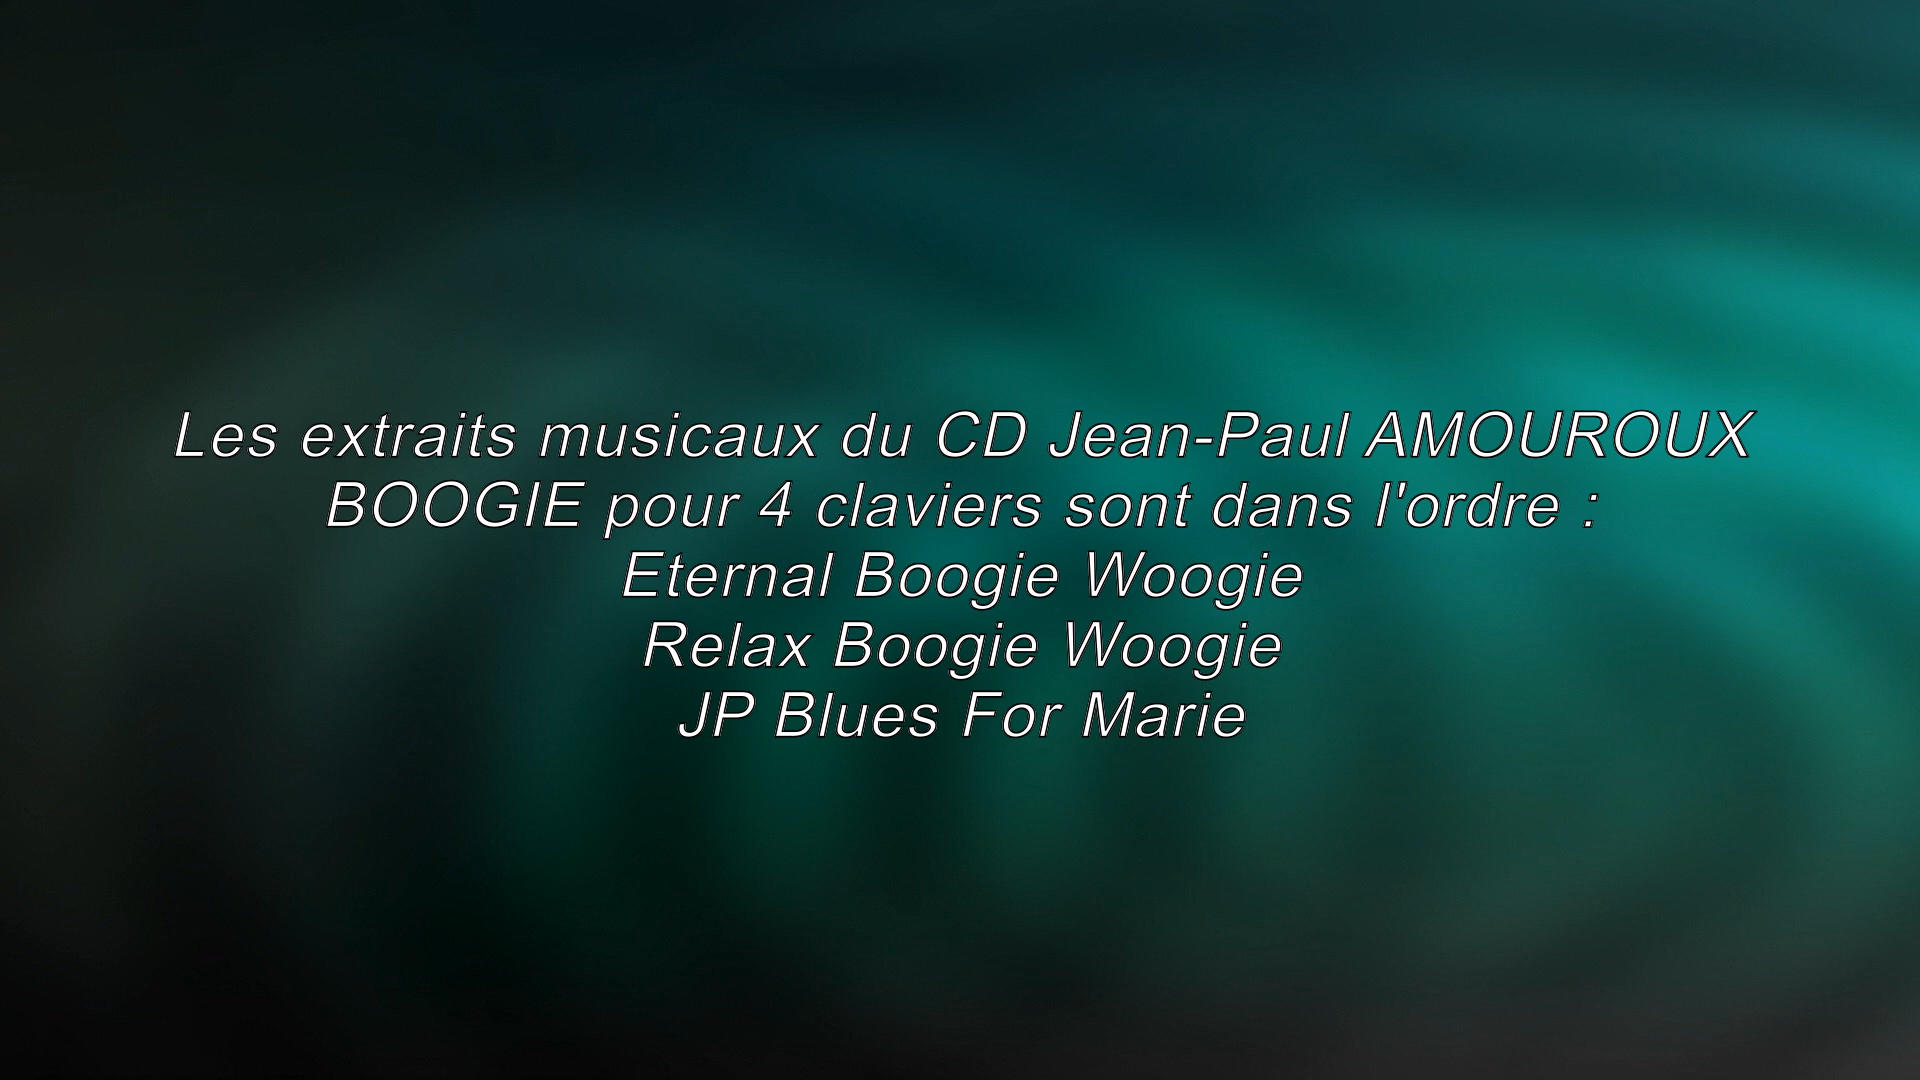 Les extraits musicaux du CD Jean-Paul AMOUROUX
BOOGIE pour 4 claviers sont dans l'ordre :
Eternal Boogie Woogie
Relax Boogie Woogie
JP Blues For Marie